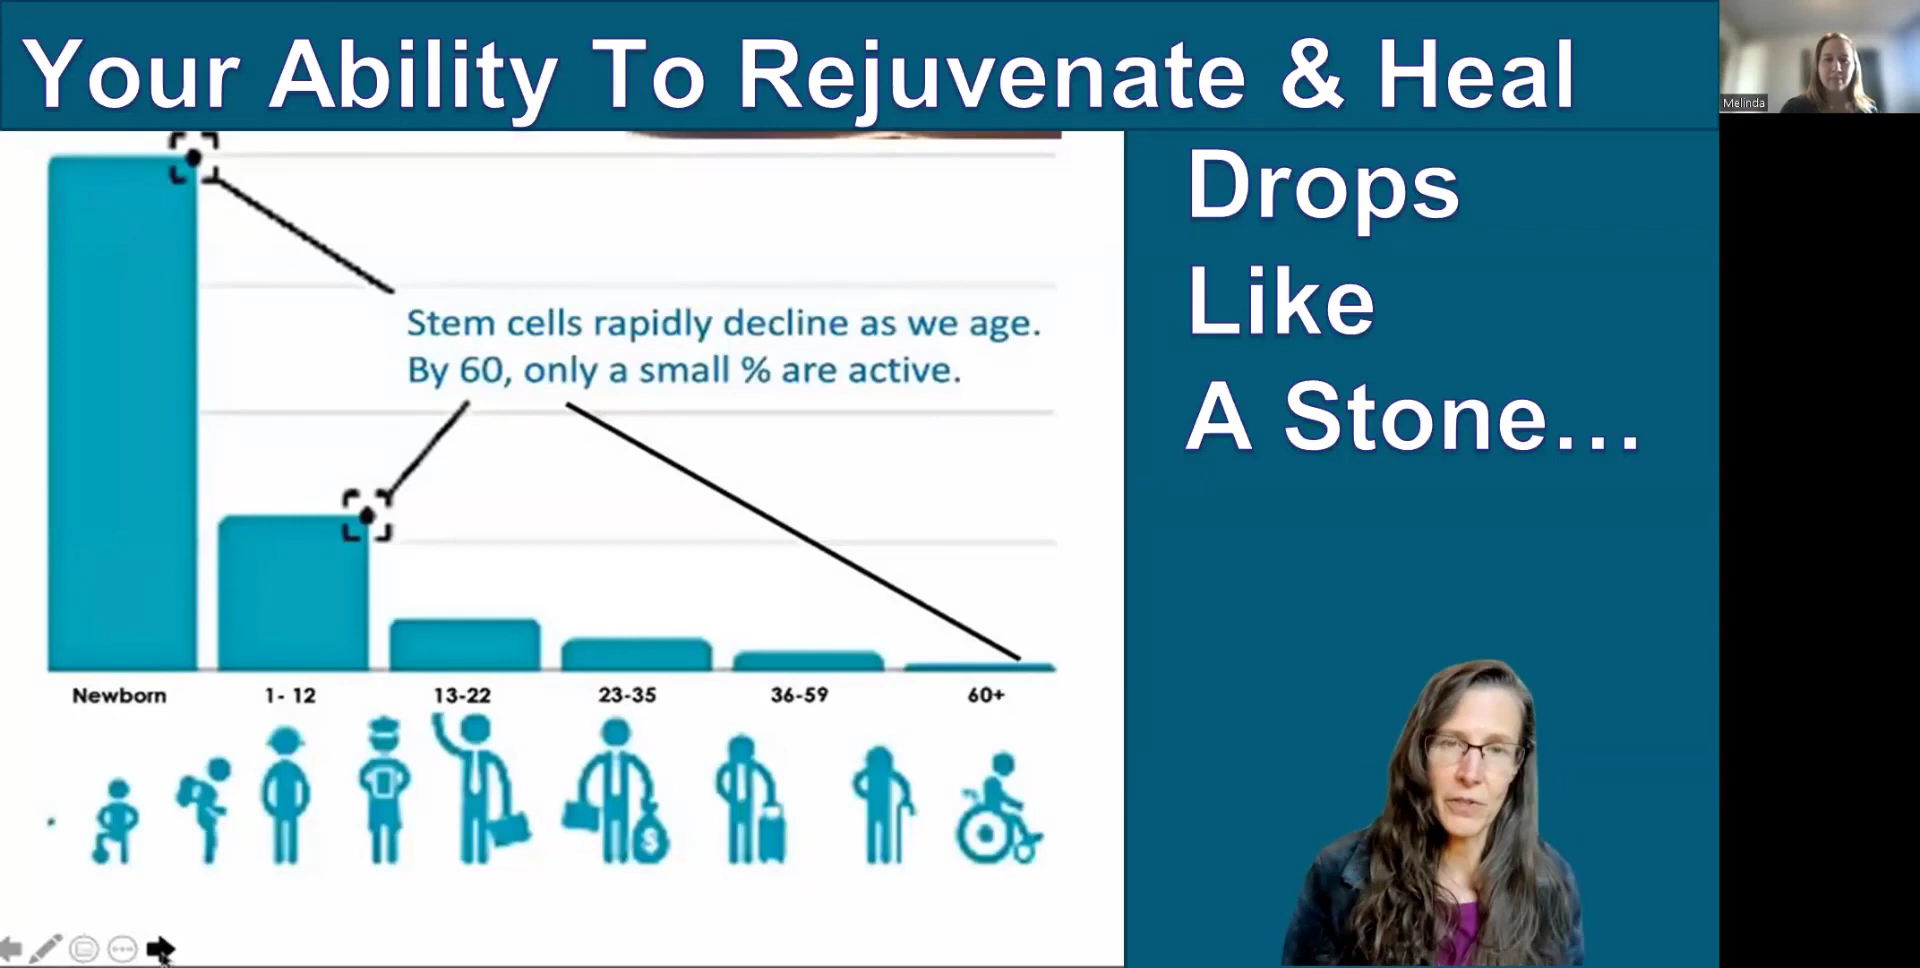 Your Ability To Rejuvenate & Heal
Melinda
Drops
Like
A Stone...
Stem cells rapidly decline as we age.
By 60, only a small % are active.
Newborn 1- 12 13-22 23-35 36-59 60+
$